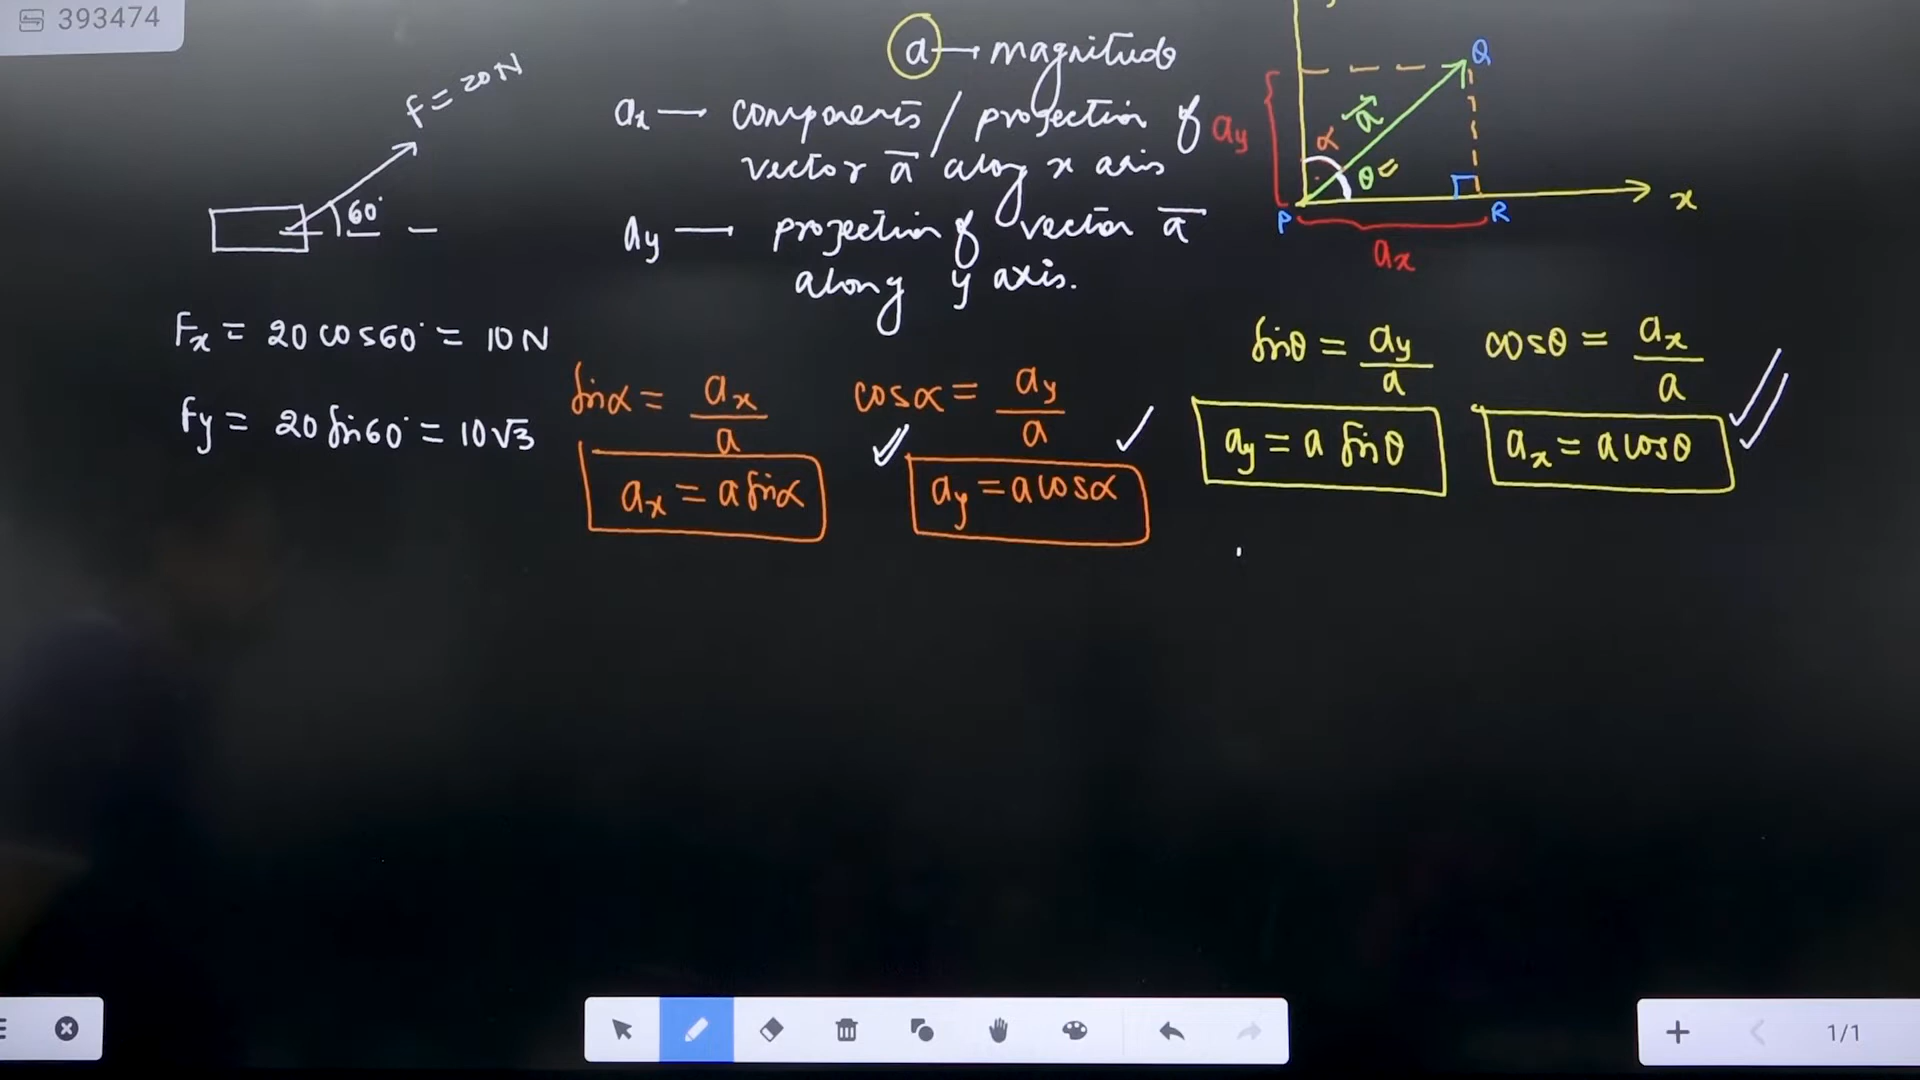 393474
F = 20N
60°
Fx = 20 cos60° = 10N
Fy = 20 sin60° = 10√3
a → magnitude
ax — components / projection of
vector a̅ along x axis
ay — projection of vector a̅
along y axis.
sinα = ax/a
cosα = ay/a
ax = a sinα
ay = a cosα
ay
α
a⃗
θ
Q
P
R
x
ax
sinθ = ay/a
cosθ = ax/a
ay = a sinθ
ax = a cosθ
1/1